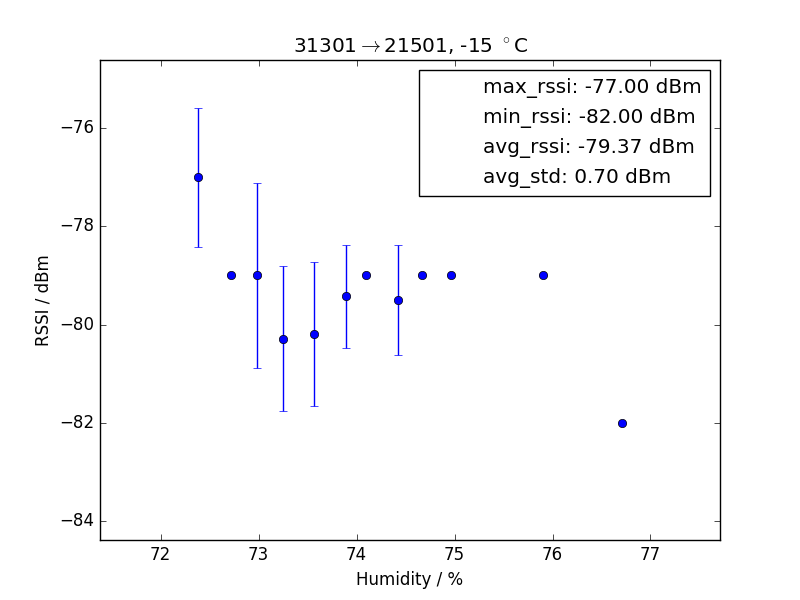 31301→21501, -15 °C
max_rssi: -77.00 dBm
min_rssi: -82.00 dBm
avg_rssi: -79.37 dBm
avg_std: 0.70 dBm
RSSI / dBm
−76
−78
−80
−82
−84
72 73 74 75 76 77
Humidity / %